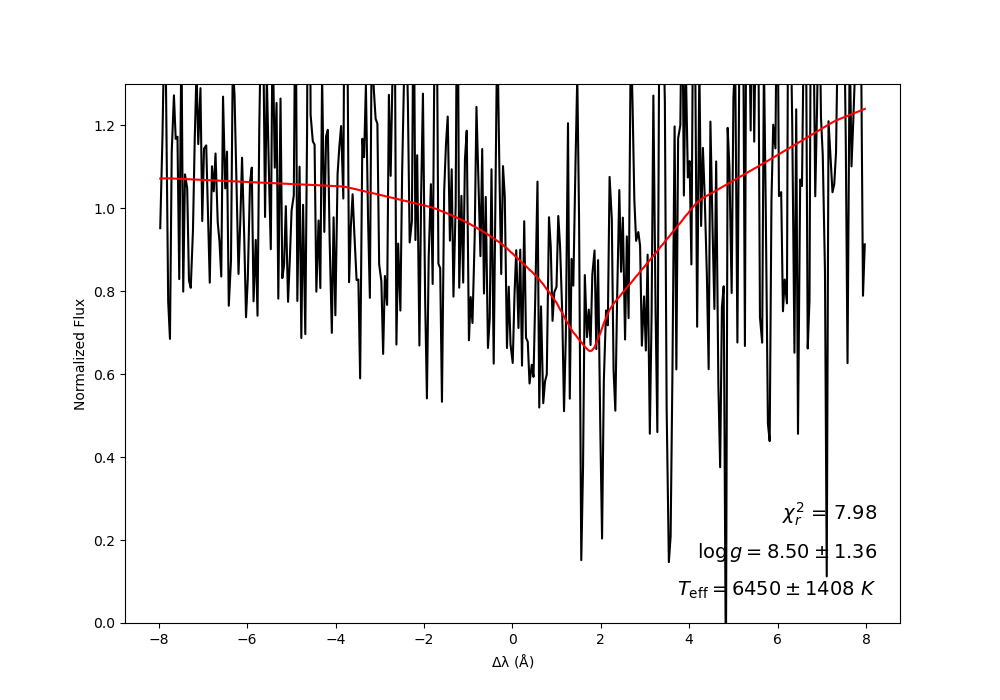 1.2
1.0
0.8
0.6
0.4
0.2
0.0
Normalized Flux
χ²ᵣ = 7.98
log g = 8.50 ± 1.36
T_eff = 6450 ± 1408 K
−8 −6 −4 −2 0 2 4 6 8
Δλ (Å)